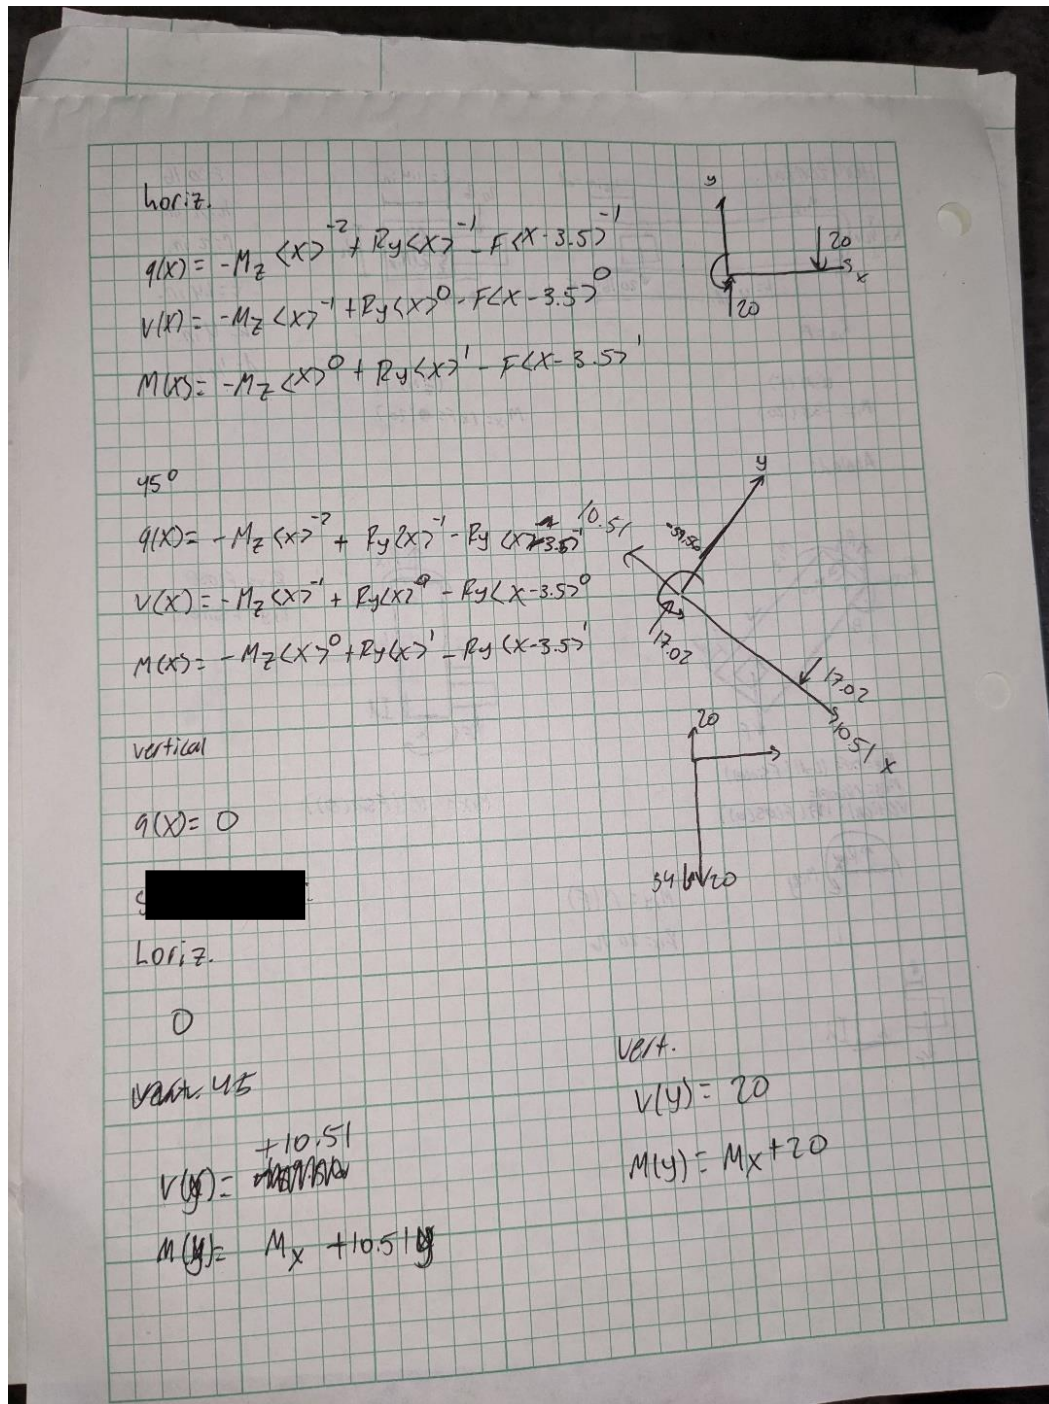 horiz.
q(x) = -Mz <x>^-2 + Ry<x>^-1 - F<x-3.5>^-1
V(x) = -Mz <x>^-1 + Ry<x>^0 - F<x-3.5>^0
M(x) = -Mz <x>^0 + Ry<x>^1 - F<x-3.5>^1
y
20
x
20
45°
q(x) = -Mz <x>^-2 + Ry<x>^-1 - Ry<x-3.5>^-1
V(x) = -Mz<x>^-1 + Ry<x>^0 - Ry<x-3.5>^0
M(x) = -Mz<x>^0 + Ry<x>^1 - Ry<x-3.5>^1
y
10.51
17.02
17.02
10.51
x
vertical
q(x) = 0
20
20
horiz.
0
45
V(y) = +10.51
M(y) = Mx + 10.51y
vert.
V(y) = 20
M(y) = Mx + 20